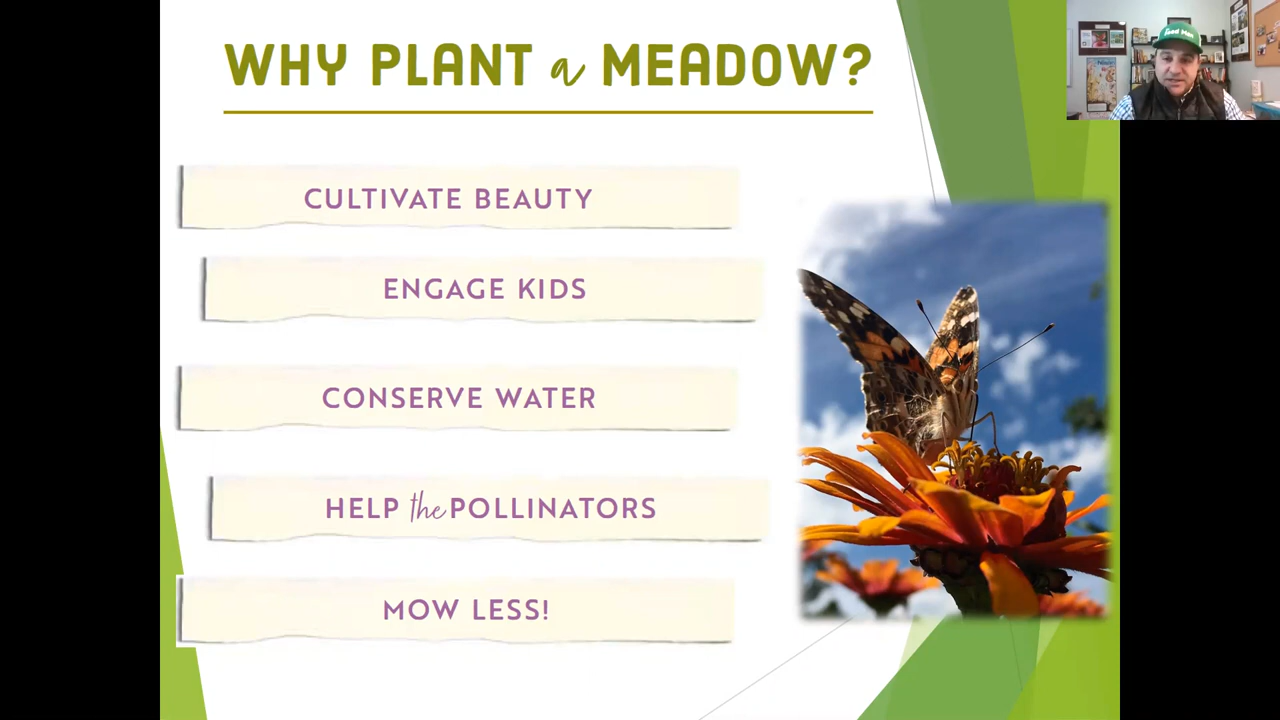 WHY PLANT a MEADOW?
CULTIVATE BEAUTY
ENGAGE KIDS
CONSERVE WATER
HELP the POLLINATORS
MOW LESS!